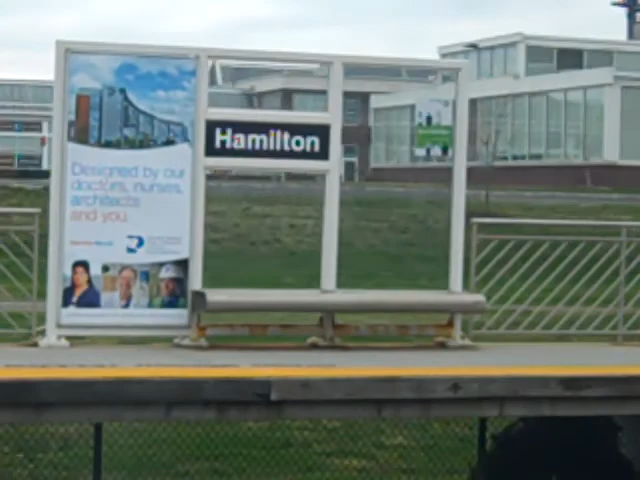 Designed by our
doctors, nurses,
architects
and you.
Hamilton